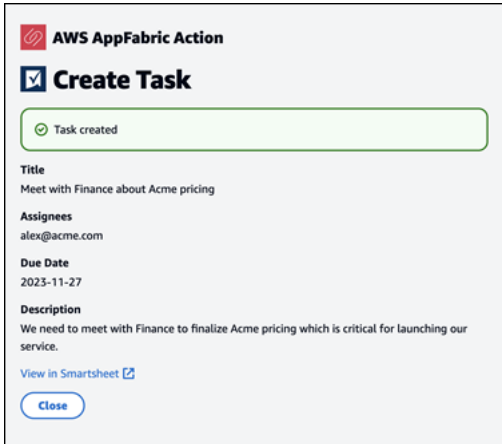 AWS AppFabric Action
Create Task
Task created
Title
Meet with Finance about Acme pricing
Assignees
alex@acme.com
Due Date
2023-11-27
Description
We need to meet with Finance to finalize Acme pricing which is critical for launching our
service.
View in Smartsheet
Close